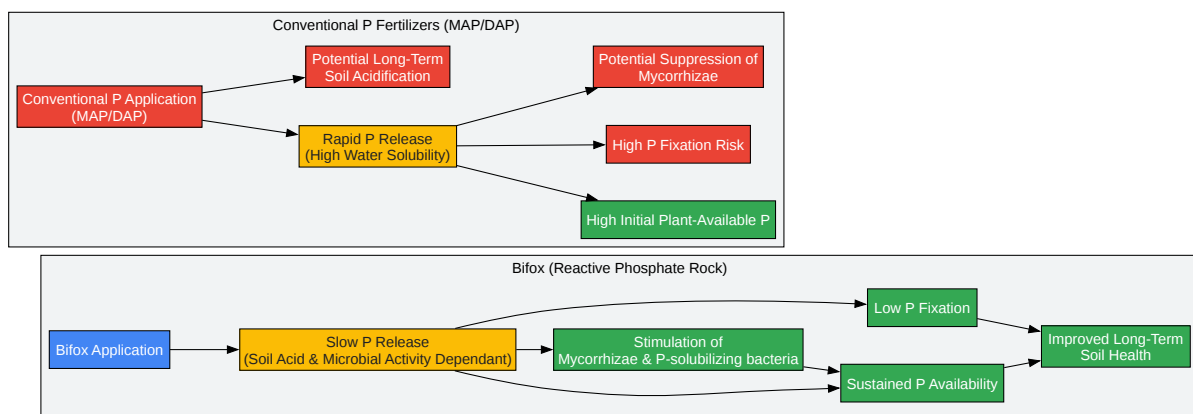 Conventional P Fertilizers (MAP/DAP)
Conventional P Application
(MAP/DAP)
Potential Long-Term
Soil Acidification
Rapid P Release
(High Water Solubility)
Potential Suppression of
Mycorrhizae
High P Fixation Risk
High Initial Plant-Available P
Bifox (Reactive Phosphate Rock)
Bifox Application
Slow P Release
(Soil Acid & Microbial Activity Dependant)
Stimulation of
Mycorrhizae & P-solubilizing bacteria
Low P Fixation
Sustained P Availability
Improved Long-Term
Soil Health